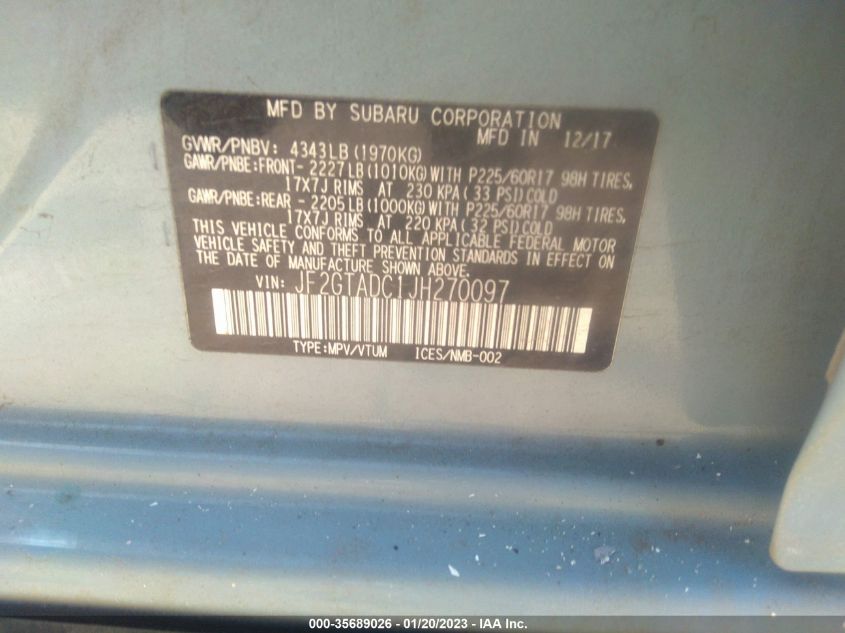 MFD BY SUBARU CORPORATION
MFD IN 12/17
GVWR/PNBV: 4343LB (1970KG)
GAWR/PNBE:FRONT- 2227LB (1010KG) WITH P225/60R17 98H TIRES,
17X7J RIMS AT 230 KPA ( 33 PSI) COLD
GAWR/PNBE:REAR - 2205LB (1000KG) WITH P225/60R17 98H TIRES,
17X7J RIMS AT 220 KPA ( 32 PSI) COLD
THIS VEHICLE CONFORMS TO ALL APPLICABLE FEDERAL MOTOR
VEHICLE SAFETY AND THEFT PREVENTION STANDARDS IN EFFECT ON
THE DATE OF MANUFACTURE SHOWN ABOVE.
VIN: JF2GTADC1JH270097
TYPE:MPV/VTUM ICES/NMB-002
000-35689026 - 01/20/2023 - IAA Inc.